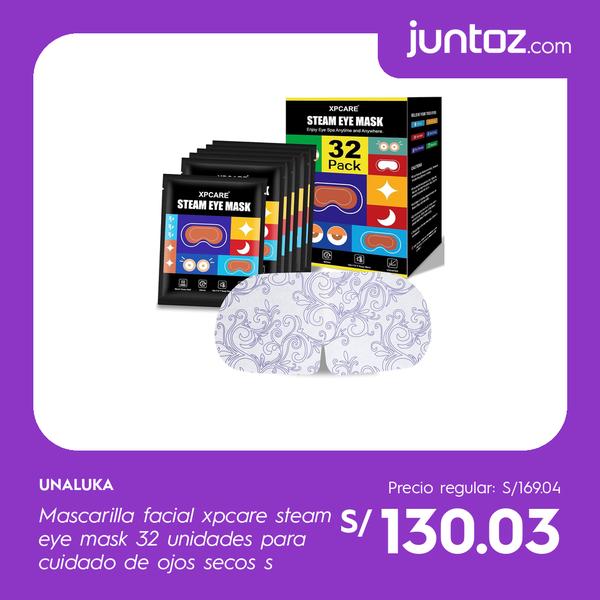 juntoz.com
XPCARE
STEAM EYE MASK
Enjoy Eye Spa Anytime and Anywhere
32
Pack
XPCARE
STEAM EYE MASK
UNALUKA
Precio regular: S/169.04
Mascarilla facial xpcare steam
eye mask 32 unidades para
cuidado de ojos secos s
S/ 130.03